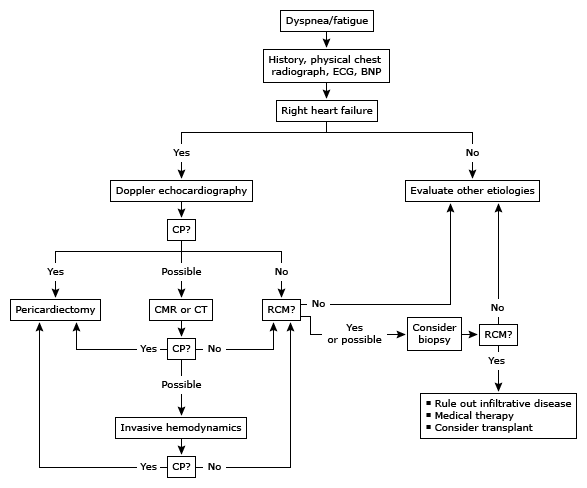 Dyspnea/fatigue
History, physical chest
radiograph, ECG, BNP
Right heart failure
Yes
No
Doppler echocardiography
Evaluate other etiologies
CP?
Yes
Possible
No
Pericardiectomy
CMR or CT
RCM?
No
No
Yes
or possible
Consider
biopsy
RCM?
Yes
CP?
No
Yes
Possible
▪ Rule out infiltrative disease
▪ Medical therapy
▪ Consider transplant
Invasive hemodynamics
Yes
CP?
No